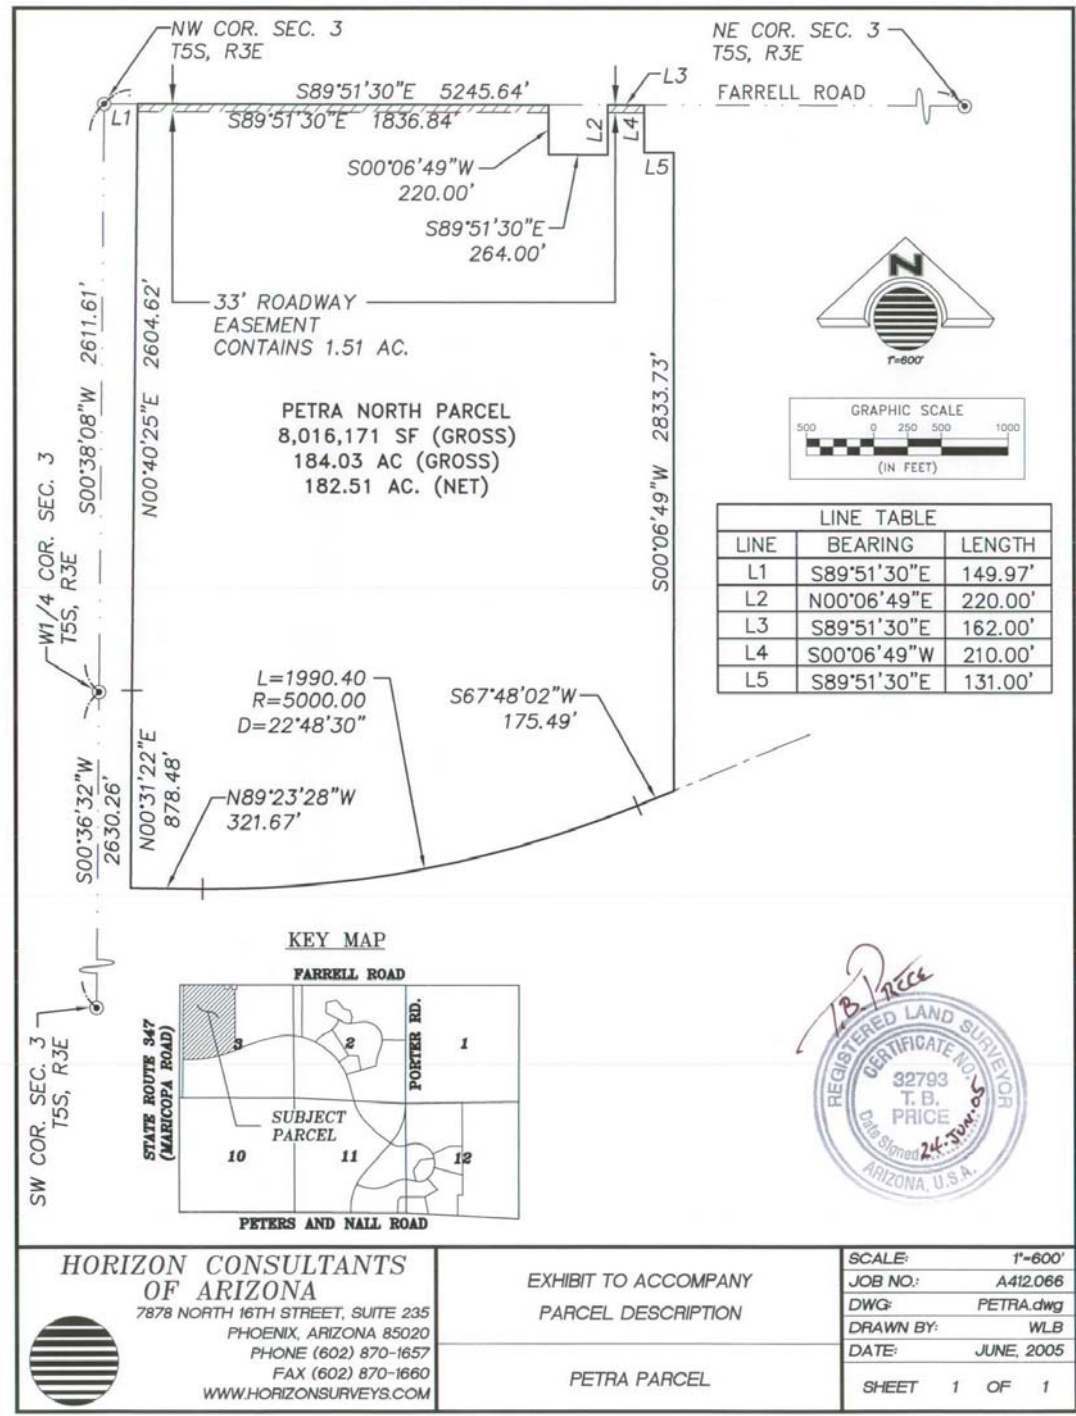 NW COR. SEC. 3
T5S, R3E
NE COR. SEC. 3
T5S, R3E
L3
FARRELL ROAD
S89°51'30"E 5245.64'
L1
S89°51'30"E 1836.84'
L2
L4
L5
S00°06'49"W
220.00'
S89°51'30"E
264.00'
33' ROADWAY
EASEMENT
CONTAINS 1.51 AC.
S00°38'08"W 2611.61'
N00°40'25"E 2604.62'
S00°06'49"W 2833.73'
PETRA NORTH PARCEL
8,016,171 SF (GROSS)
184.03 AC (GROSS)
182.51 AC. (NET)
N
1"=600'
GRAPHIC SCALE
500 0 250 500 1000
(IN FEET)
LINE TABLE
LINE BEARING LENGTH
L1 S89°51'30"E 149.97'
L2 N00°06'49"E 220.00'
L3 S89°51'30"E 162.00'
L4 S00°06'49"W 210.00'
L5 S89°51'30"E 131.00'
W1/4 COR. SEC. 3
T5S, R3E
L=1990.40
R=5000.00
D=22°48'30"
S67°48'02"W
175.49'
S00°36'32"W
2630.26'
N00°31'22"E
878.48'
N89°23'28"W
321.67'
SW COR. SEC. 3
T5S, R3E
KEY MAP
FARRELL ROAD
STATE ROUTE 347
(MARICOPA ROAD)
PORTER RD.
3 2 1
SUBJECT
PARCEL
10 11 12
PETERS AND NALL ROAD
T.B. PRICE
REGISTERED LAND SURVEYOR
CERTIFICATE NO.
32793
T. B.
PRICE
Date Signed 24-JUN-05
ARIZONA, U.S.A.
HORIZON CONSULTANTS
OF ARIZONA
7878 NORTH 16TH STREET, SUITE 235
PHOENIX, ARIZONA 85020
PHONE (602) 870-1657
FAX (602) 870-1660
WWW.HORIZONSURVEYS.COM
EXHIBIT TO ACCOMPANY
PARCEL DESCRIPTION
PETRA PARCEL
SCALE: 1"=600'
JOB NO.: A412.066
DWG: PETRA.dwg
DRAWN BY: WLB
DATE: JUNE, 2005
SHEET 1 OF 1